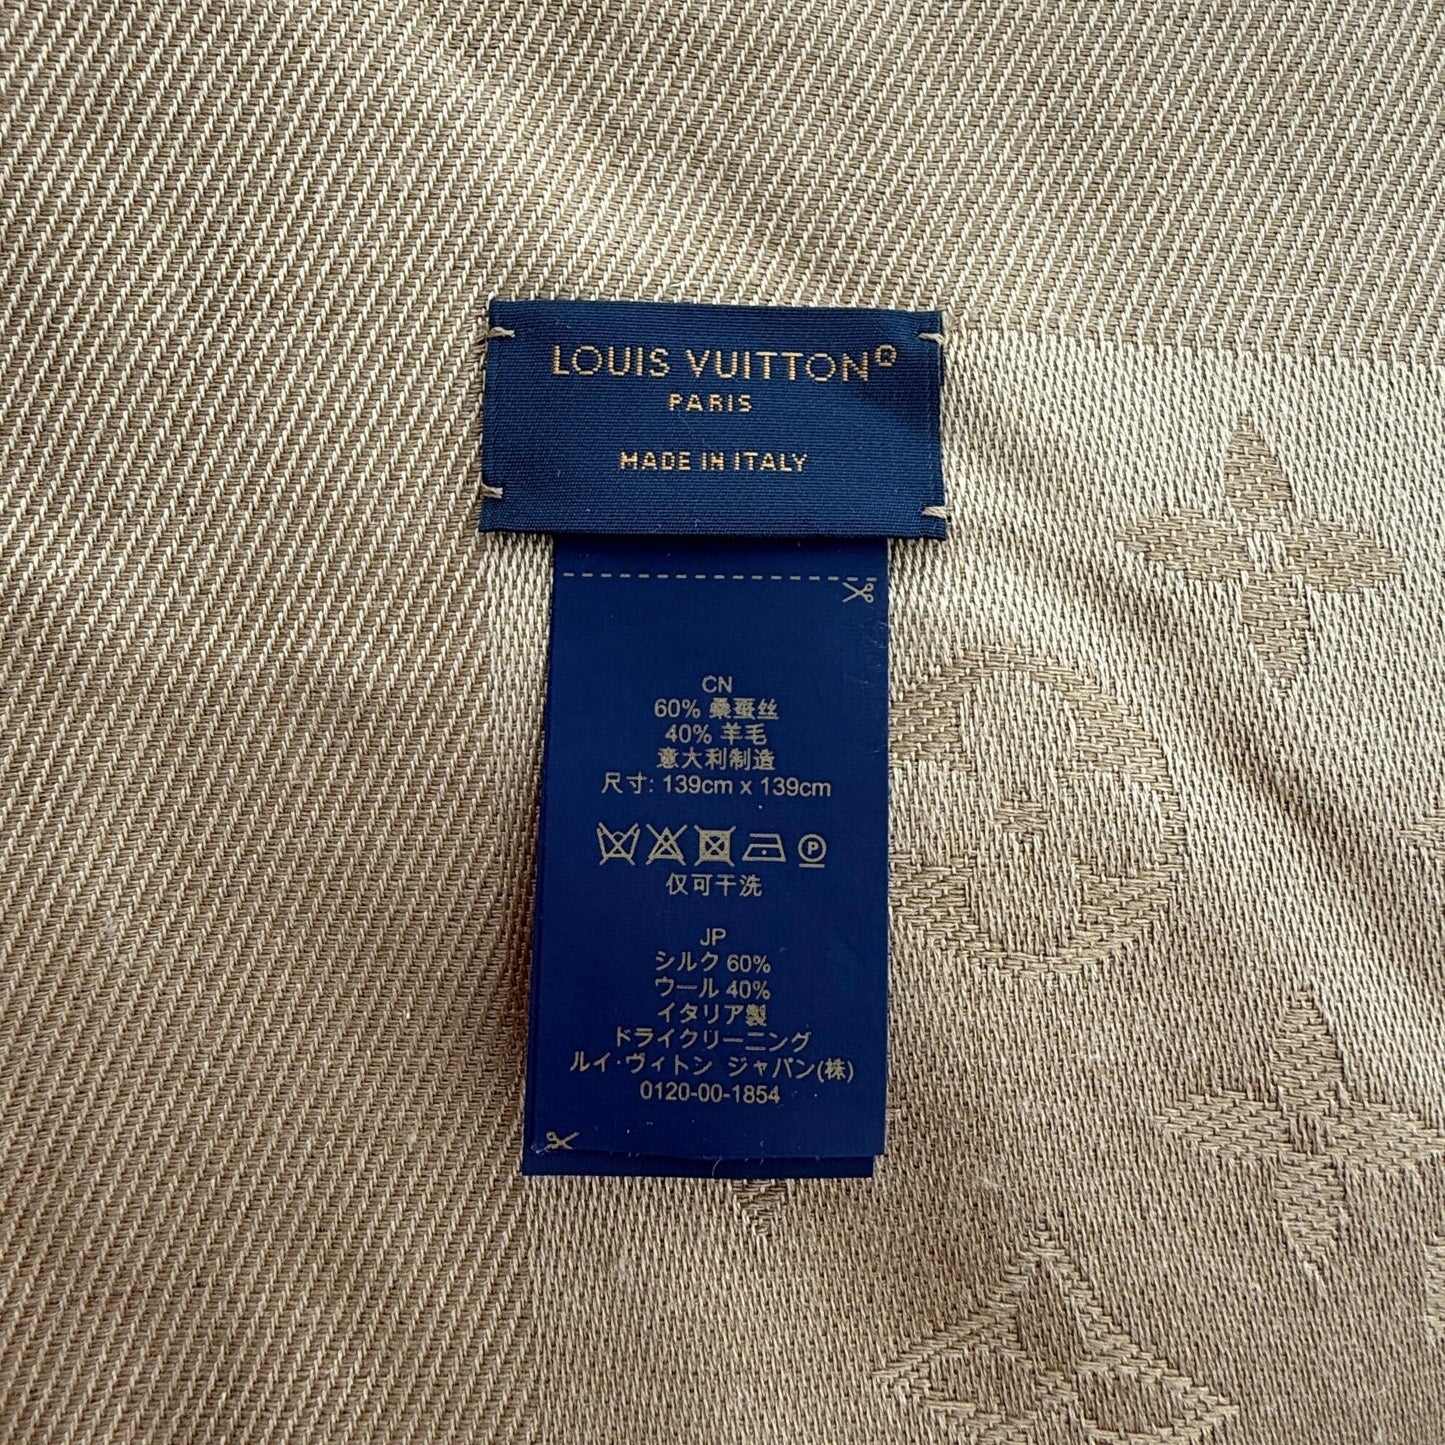 LOUIS VUITTON®
PARIS
MADE IN ITALY
CN
60% 桑蚕丝
40% 羊毛
意大利制造
尺寸: 139cm x 139cm
P
仅可干洗
JP
シルク 60%
ウール 40%
イタリア製
ドライクリーニング
ルイ·ヴィトン ジャパン(株)
0120-00-1854